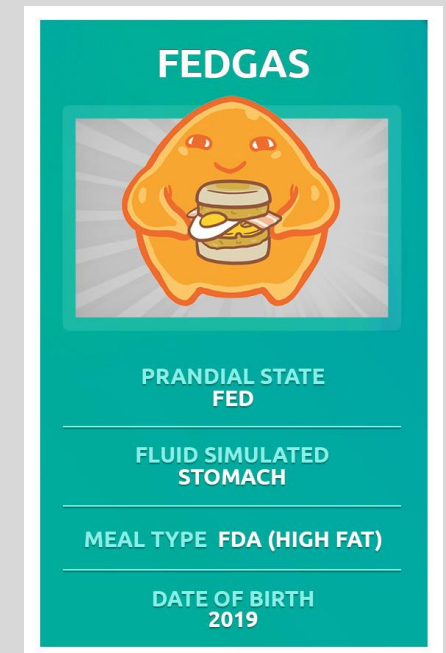 FEDGAS
PRANDIAL STATE
FED
FLUID SIMULATED
STOMACH
MEAL TYPE FDA (HIGH FAT)
DATE OF BIRTH
2019